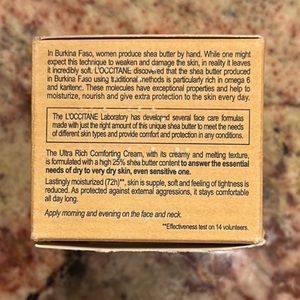 In Burkina Faso, women produce shea butter by hand. While one might
expect this technique to weaken and damage the skin, in reality it leaves
it incredibly soft. L'OCCITANE discovered that the shea butter produced
in Burkina Faso using traditional methods is particularly rich in omega 6
and karitene. These molecules have exceptional properties and help to
moisturize, nourish and give extra protection to the skin every day.
The L'OCCITANE Laboratory has developed several face care formulas
made with just the right amount of this unique shea butter to meet the needs
of different skin types and provide comfort and protection in any conditions.
The Ultra Rich Comforting Cream, with its creamy and melting texture,
is formulated with a high 25% shea butter content to answer the essential
needs of dry to very dry skin, even sensitive one.
Lastingly moisturized (72h)**, skin is supple, soft and feeling of tightness is
reduced. As protected against external aggressions, it stays comfortable
all day long.
Apply morning and evening on the face and neck.
**Effectiveness test on 14 volunteers.